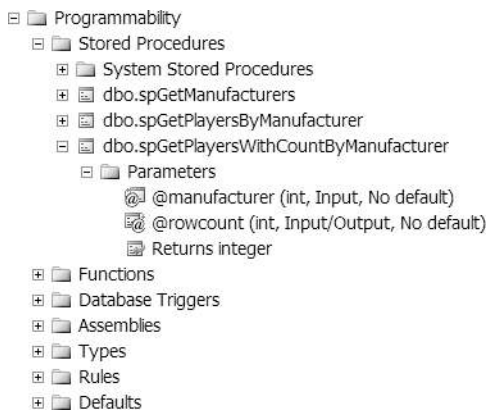 Programmability
Stored Procedures
System Stored Procedures
dbo.spGetManufacturers
dbo.spGetPlayersByManufacturer
dbo.spGetPlayersWithCountByManufacturer
Parameters
@manufacturer (int, Input, No default)
@rowcount (int, Input/Output, No default)
Returns integer
Functions
Database Triggers
Assemblies
Types
Rules
Defaults